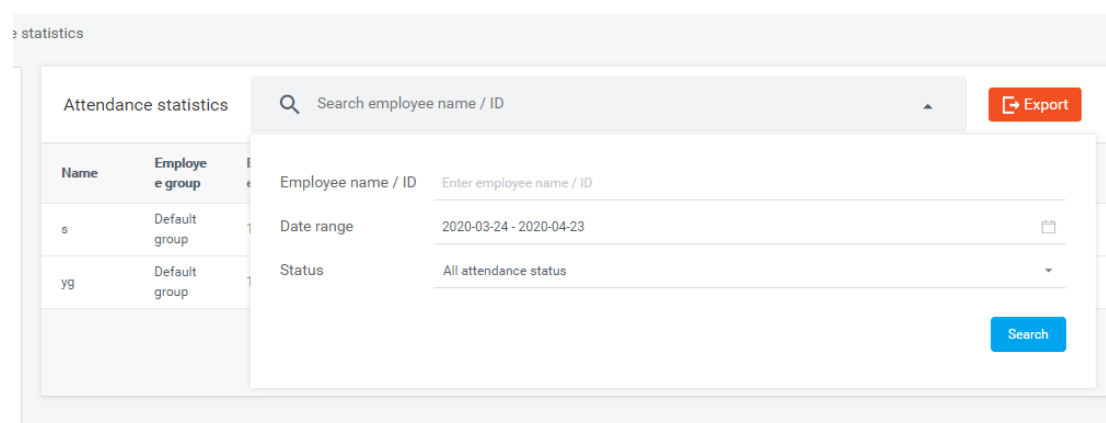 e statistics
Attendance statistics
Search employee name / ID
Export
Name
Employe
e group
s
Default
group
yg
Default
group
Employee name / ID
Enter employee name / ID
Date range
2020-03-24 - 2020-04-23
Status
All attendance status
Search